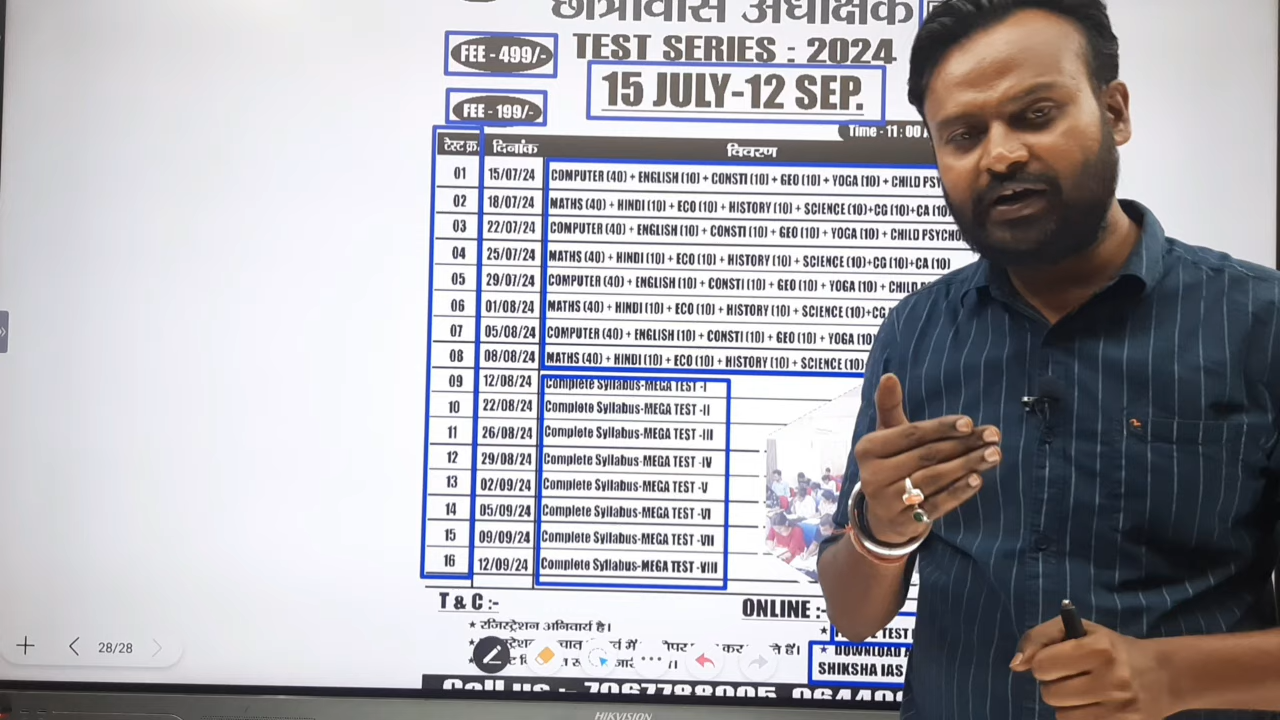 छात्रावास अधीक्षक
FEE - 499/-
TEST SERIES : 2024
15 JULY-12 SEP.
FEE - 199/-
Time - 11 : 00
टेस्ट क्र. दिनांक विवरण
01 15/07/24 COMPUTER (40) + ENGLISH (10) + CONSTI (10) + GEO (10) + YOGA (10) + CHILD PSY
02 18/07/24 MATHS (40) + HINDI (10) + ECO (10) + HISTORY (10) + SCIENCE (10)+CG (10)+CA (10)
03 22/07/24 COMPUTER (40) + ENGLISH (10) + CONSTI (10) + GEO (10) + YOGA (10) + CHILD PSYCHO
04 25/07/24 MATHS (40) + HINDI (10) + ECO (10) + HISTORY (10) + SCIENCE (10)+CG (10)+CA (10)
05 29/07/24 COMPUTER (40) + ENGLISH (10) + CONSTI (10) + GEO (10) + YOGA (10) + CHILD
06 01/08/24 MATHS (40) + HINDI (10) + ECO (10) + HISTORY (10) + SCIENCE (10)+CG
07 05/08/24 COMPUTER (40) + ENGLISH (10) + CONSTI (10) + GEO (10) + YOGA (10)
08 08/08/24 MATHS (40) + HINDI (10) + ECO (10) + HISTORY (10) + SCIENCE (10)
09 12/08/24 Complete Syllabus-MEGA TEST -I
10 22/08/24 Complete Syllabus-MEGA TEST -II
11 26/08/24 Complete Syllabus-MEGA TEST -III
12 29/08/24 Complete Syllabus-MEGA TEST -IV
13 02/09/24 Complete Syllabus-MEGA TEST -V
14 05/09/24 Complete Syllabus-MEGA TEST -VI
15 09/09/24 Complete Syllabus-MEGA TEST -VII
16 12/09/24 Complete Syllabus-MEGA TEST -VIII
T & C :-
ONLINE :-
★ रजिस्ट्रेशन अनिवार्य है।
TEST
★ DOWNLOAD
SHIKSHA IAS
28/28
Call us :- 7067788005
HIKVISION